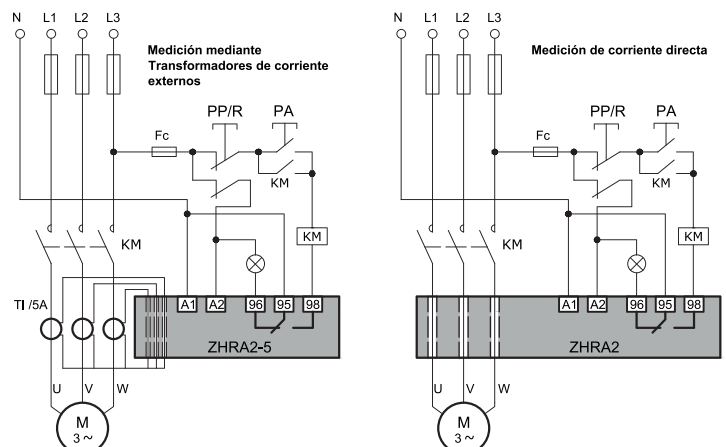 N L1 L2 L3
Medición mediante
Transformadores de corriente
externos
PP/R PA
Fc
KM
KM
KM
TI /5A
A1 A2 96 95 98
ZHRA2-5
U V W
M
3 ~
N L1 L2 L3
Medición de corriente directa
PP/R PA
Fc
KM
KM
KM
A1 A2 96 95 98
ZHRA2
U V W
M
3 ~